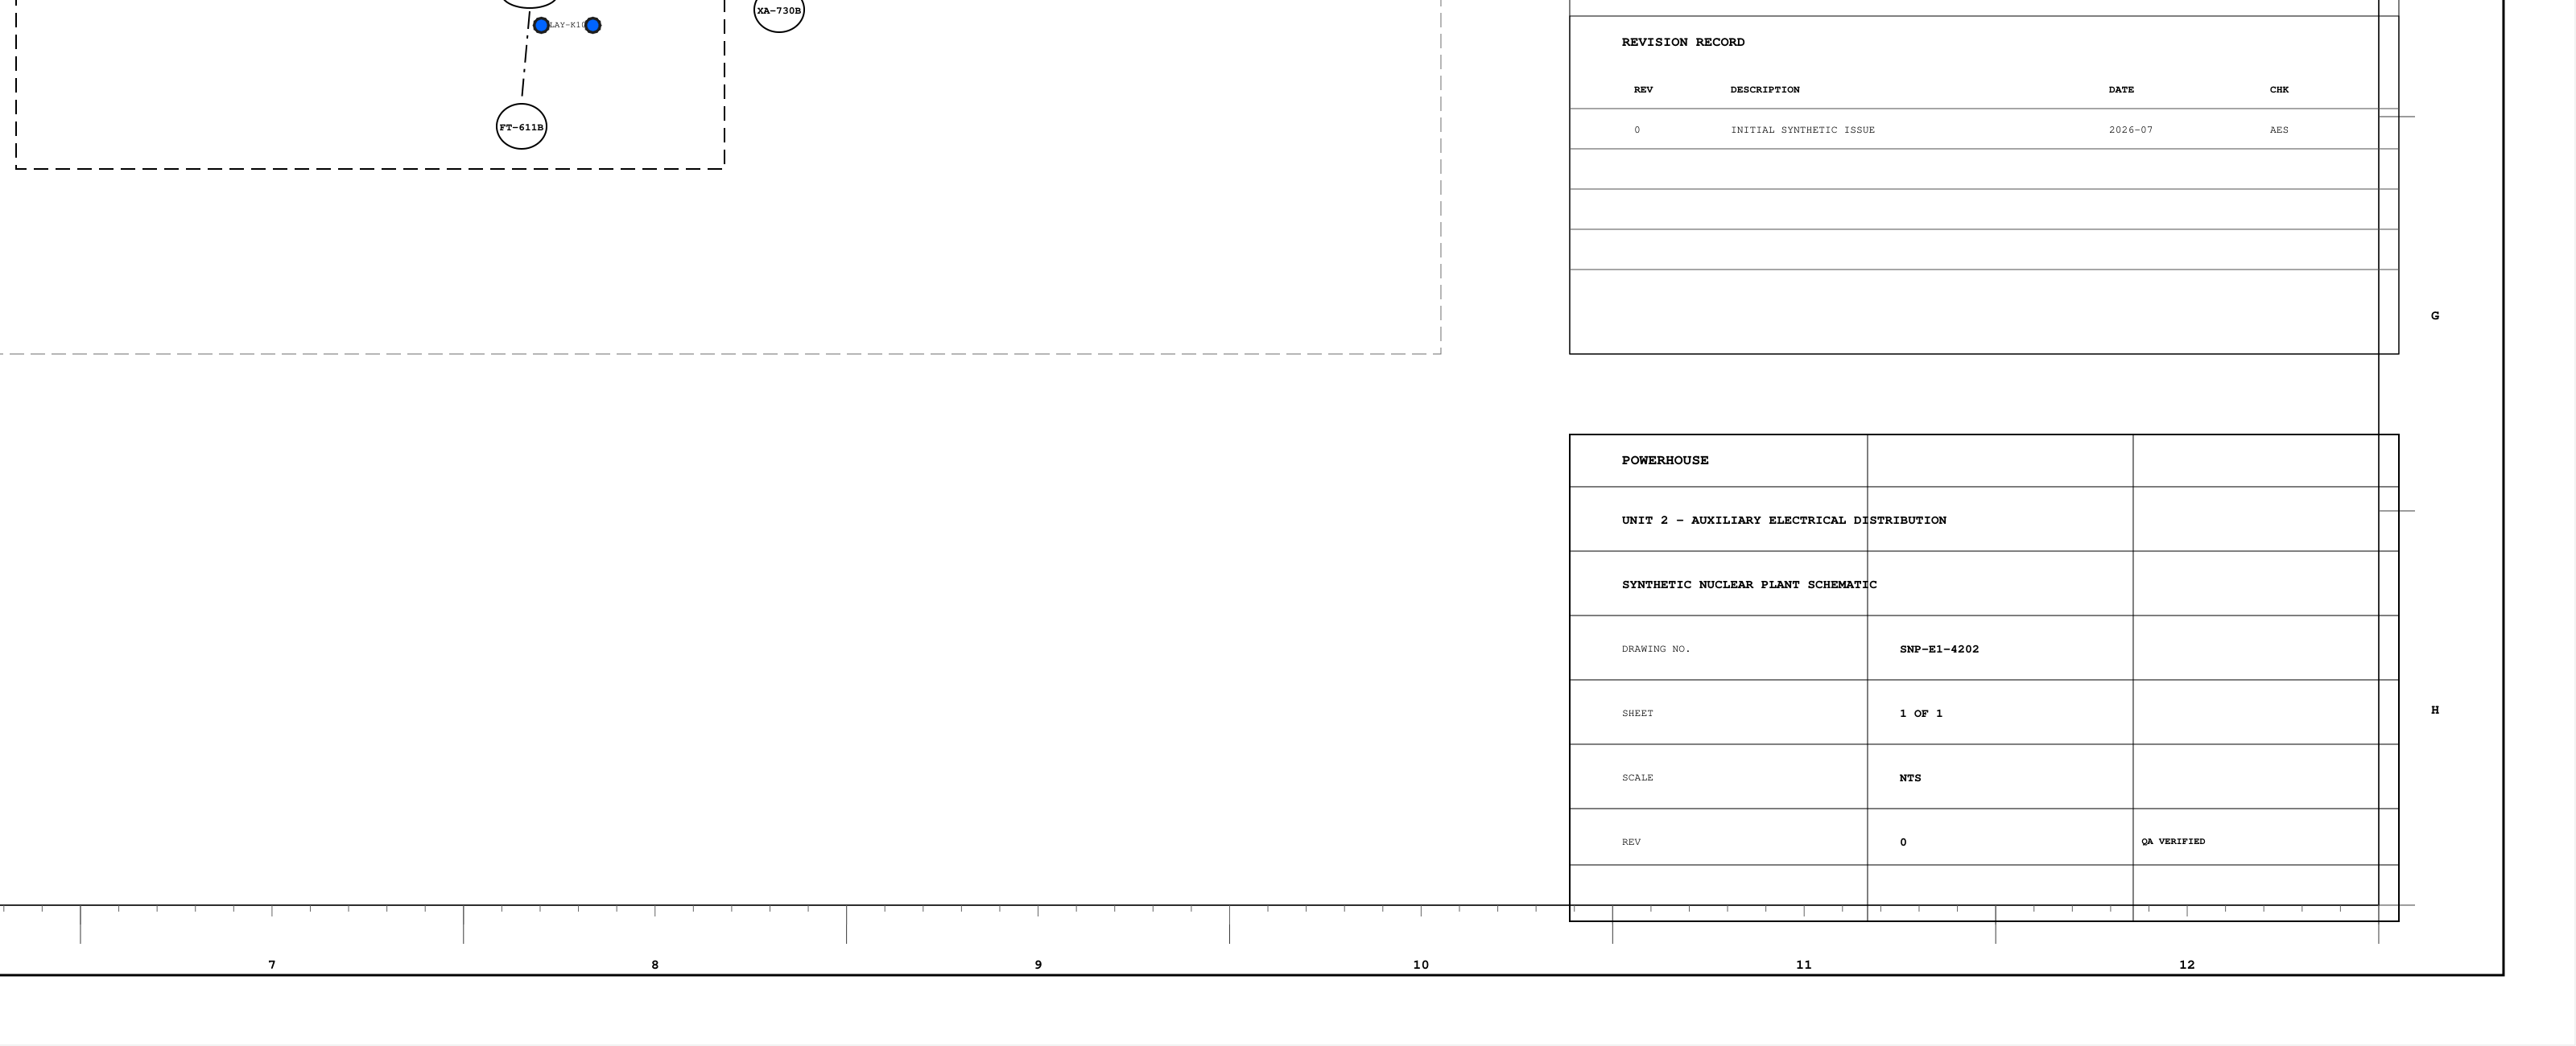 LAY-K10
XA-730B
FT-611B
REVISION RECORD
REV DESCRIPTION DATE CHK
0 INITIAL SYNTHETIC ISSUE 2026-07 AES
G
POWERHOUSE
UNIT 2 - AUXILIARY ELECTRICAL DISTRIBUTION
SYNTHETIC NUCLEAR PLANT SCHEMATIC
DRAWING NO. SNP-E1-4202
SHEET 1 OF 1
H
SCALE NTS
REV 0 QA VERIFIED
7 8 9 10 11 12